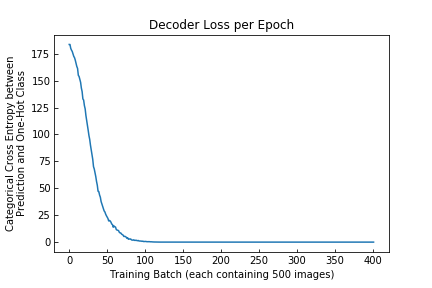 Decoder Loss per Epoch
Categorical Cross Entropy between
Prediction and One-Hot Class
175
150
125
100
75
50
25
0
0 50 100 150 200 250 300 350 400
Training Batch (each containing 500 images)